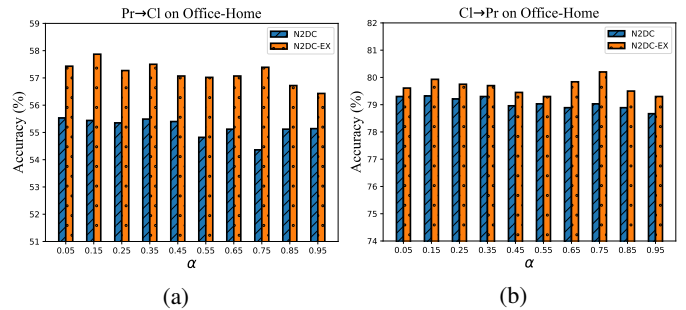 Pr→Cl on Office-Home
N2DC
N2DC-EX
Accuracy (%)
59
58
57
56
55
54
53
52
51
0.05 0.15 0.25 0.35 0.45 0.55 0.65 0.75 0.85 0.95
α
(a)
Cl→Pr on Office-Home
N2DC
N2DC-EX
Accuracy (%)
82
81
80
79
78
77
76
75
74
0.05 0.15 0.25 0.35 0.45 0.55 0.65 0.75 0.85 0.95
α
(b)